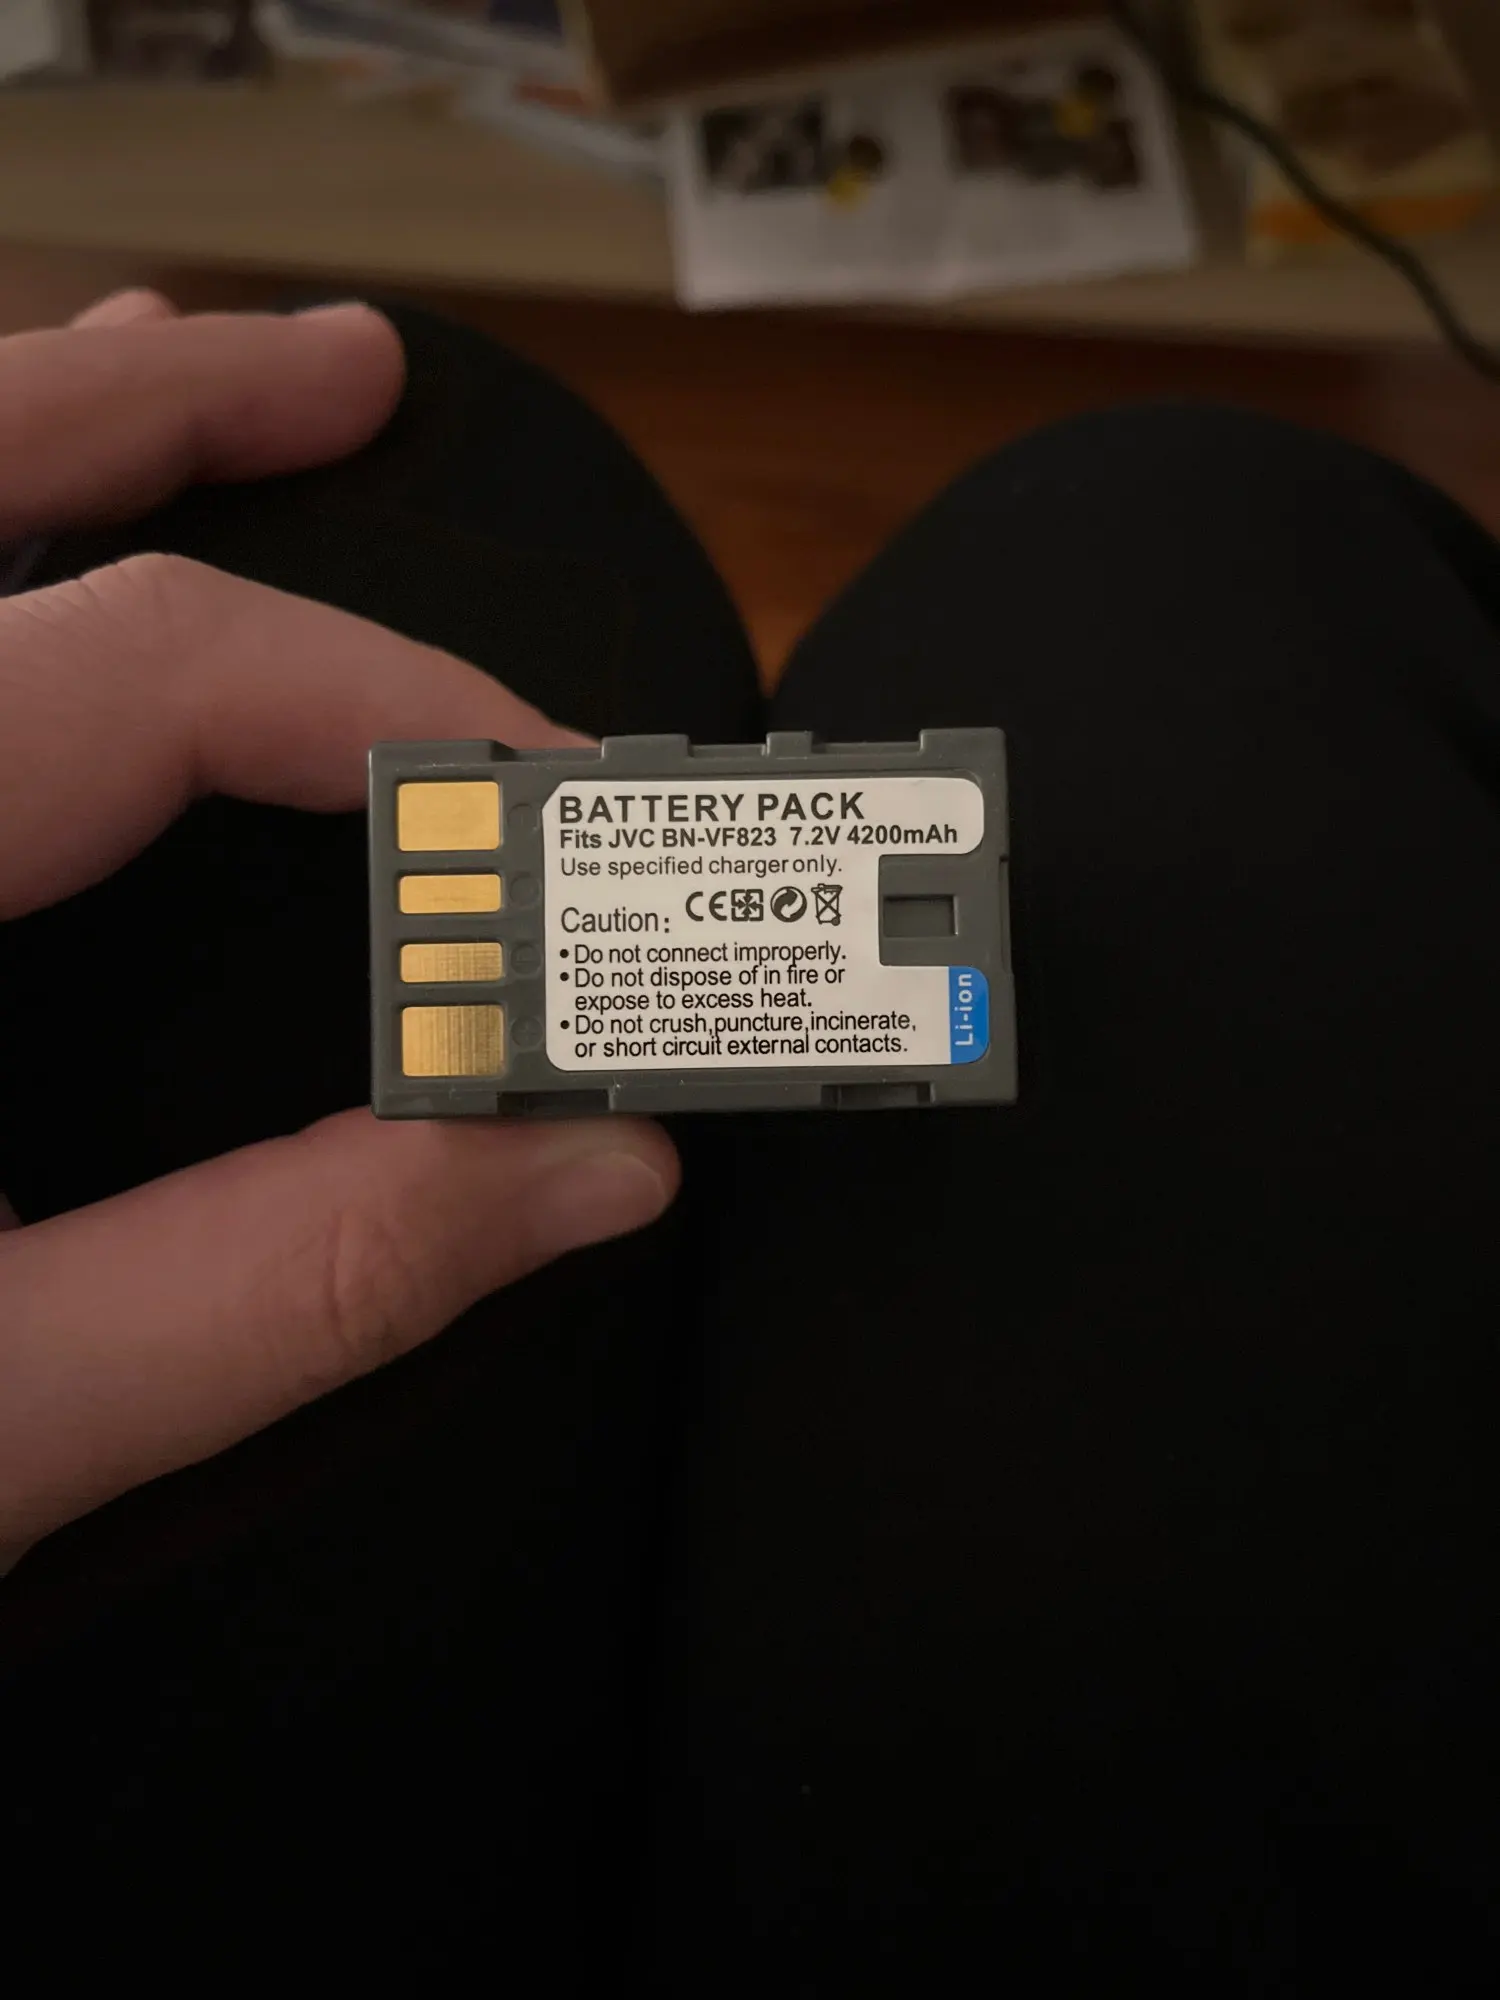 BATTERY PACK
Fits JVC BN-VF823 7.2V 4200mAh
Use specified charger only.
Caution: CE
• Do not connect improperly.
• Do not dispose of in fire or
expose to excess heat.
• Do not crush,puncture,incinerate,
or short circuit external contacts.
Li-ion